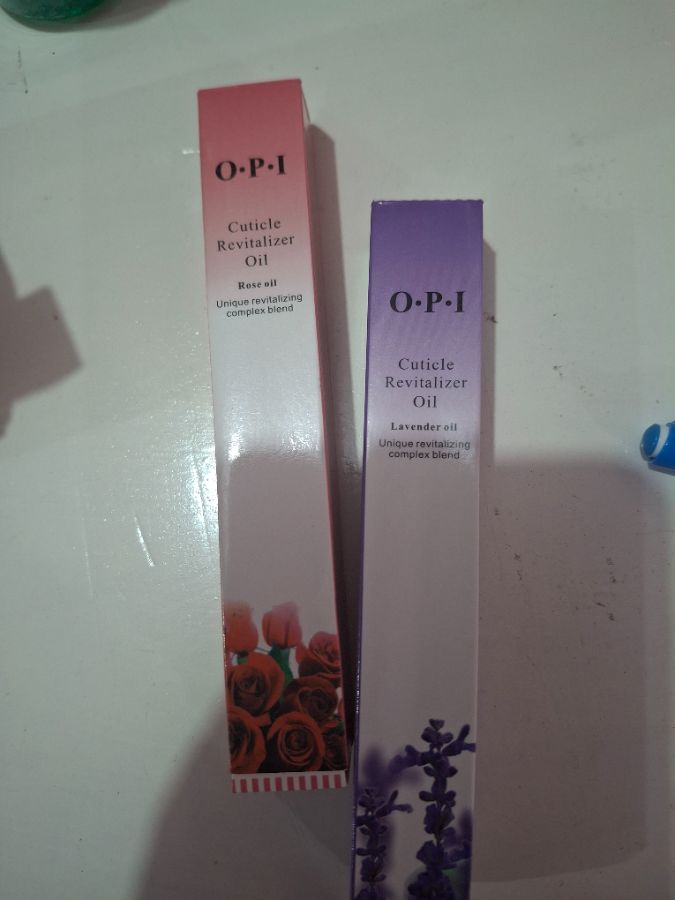 O·P·I
Cuticle
Revitalizer
Oil
Rose oil
Unique revitalizing
complex blend
O·P·I
Cuticle
Revitalizer
Oil
Lavender oil
Unique revitalizing
complex blend